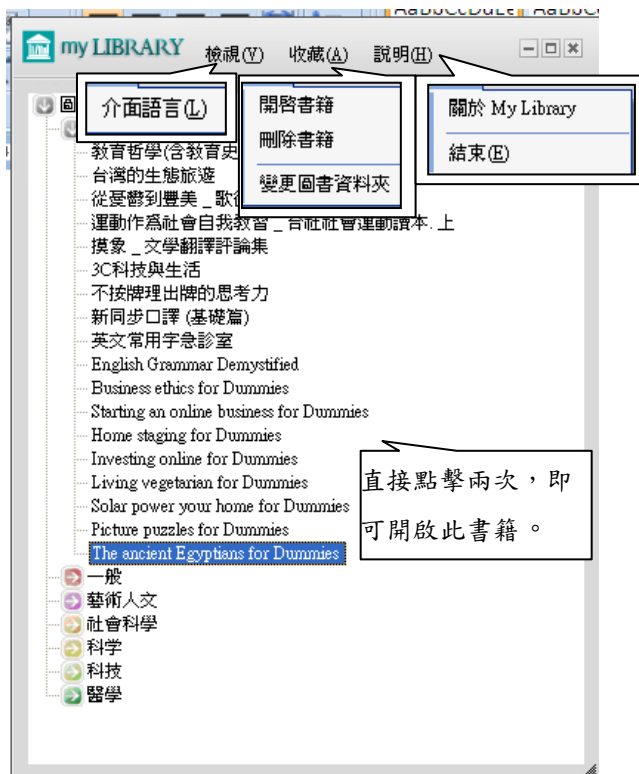 AaBbCcDdEe AaBbCc
my LIBRARY 檢視(V) 收藏(A) 說明(H)
介面語言(L)
開啓書籍
刪除書籍
變更圖書資料夾
關於 My Library
結束(E)
教育哲學(含教育史
台灣的生態旅遊
從憂鬱到豐美 _ 歌德
運動作爲社會自我教習 _ 台社社會運動讀本. 上
摸象 _ 文學翻譯評論集
3C科技與生活
不按牌理出牌的思考力
新同步口譯 (基礎篇)
英文常用字急診室
English Grammar Demystified
Business ethics for Dummies
Starting an online business for Dummies
Home staging for Dummies
Investing online for Dummies
Living vegetarian for Dummies
Solar power your home for Dummies
Picture puzzles for Dummies
The ancient Egyptians for Dummies
直接點擊兩次，即
可開啟此書籍。
一般
藝術人文
社會科學
科学
科技
醫學